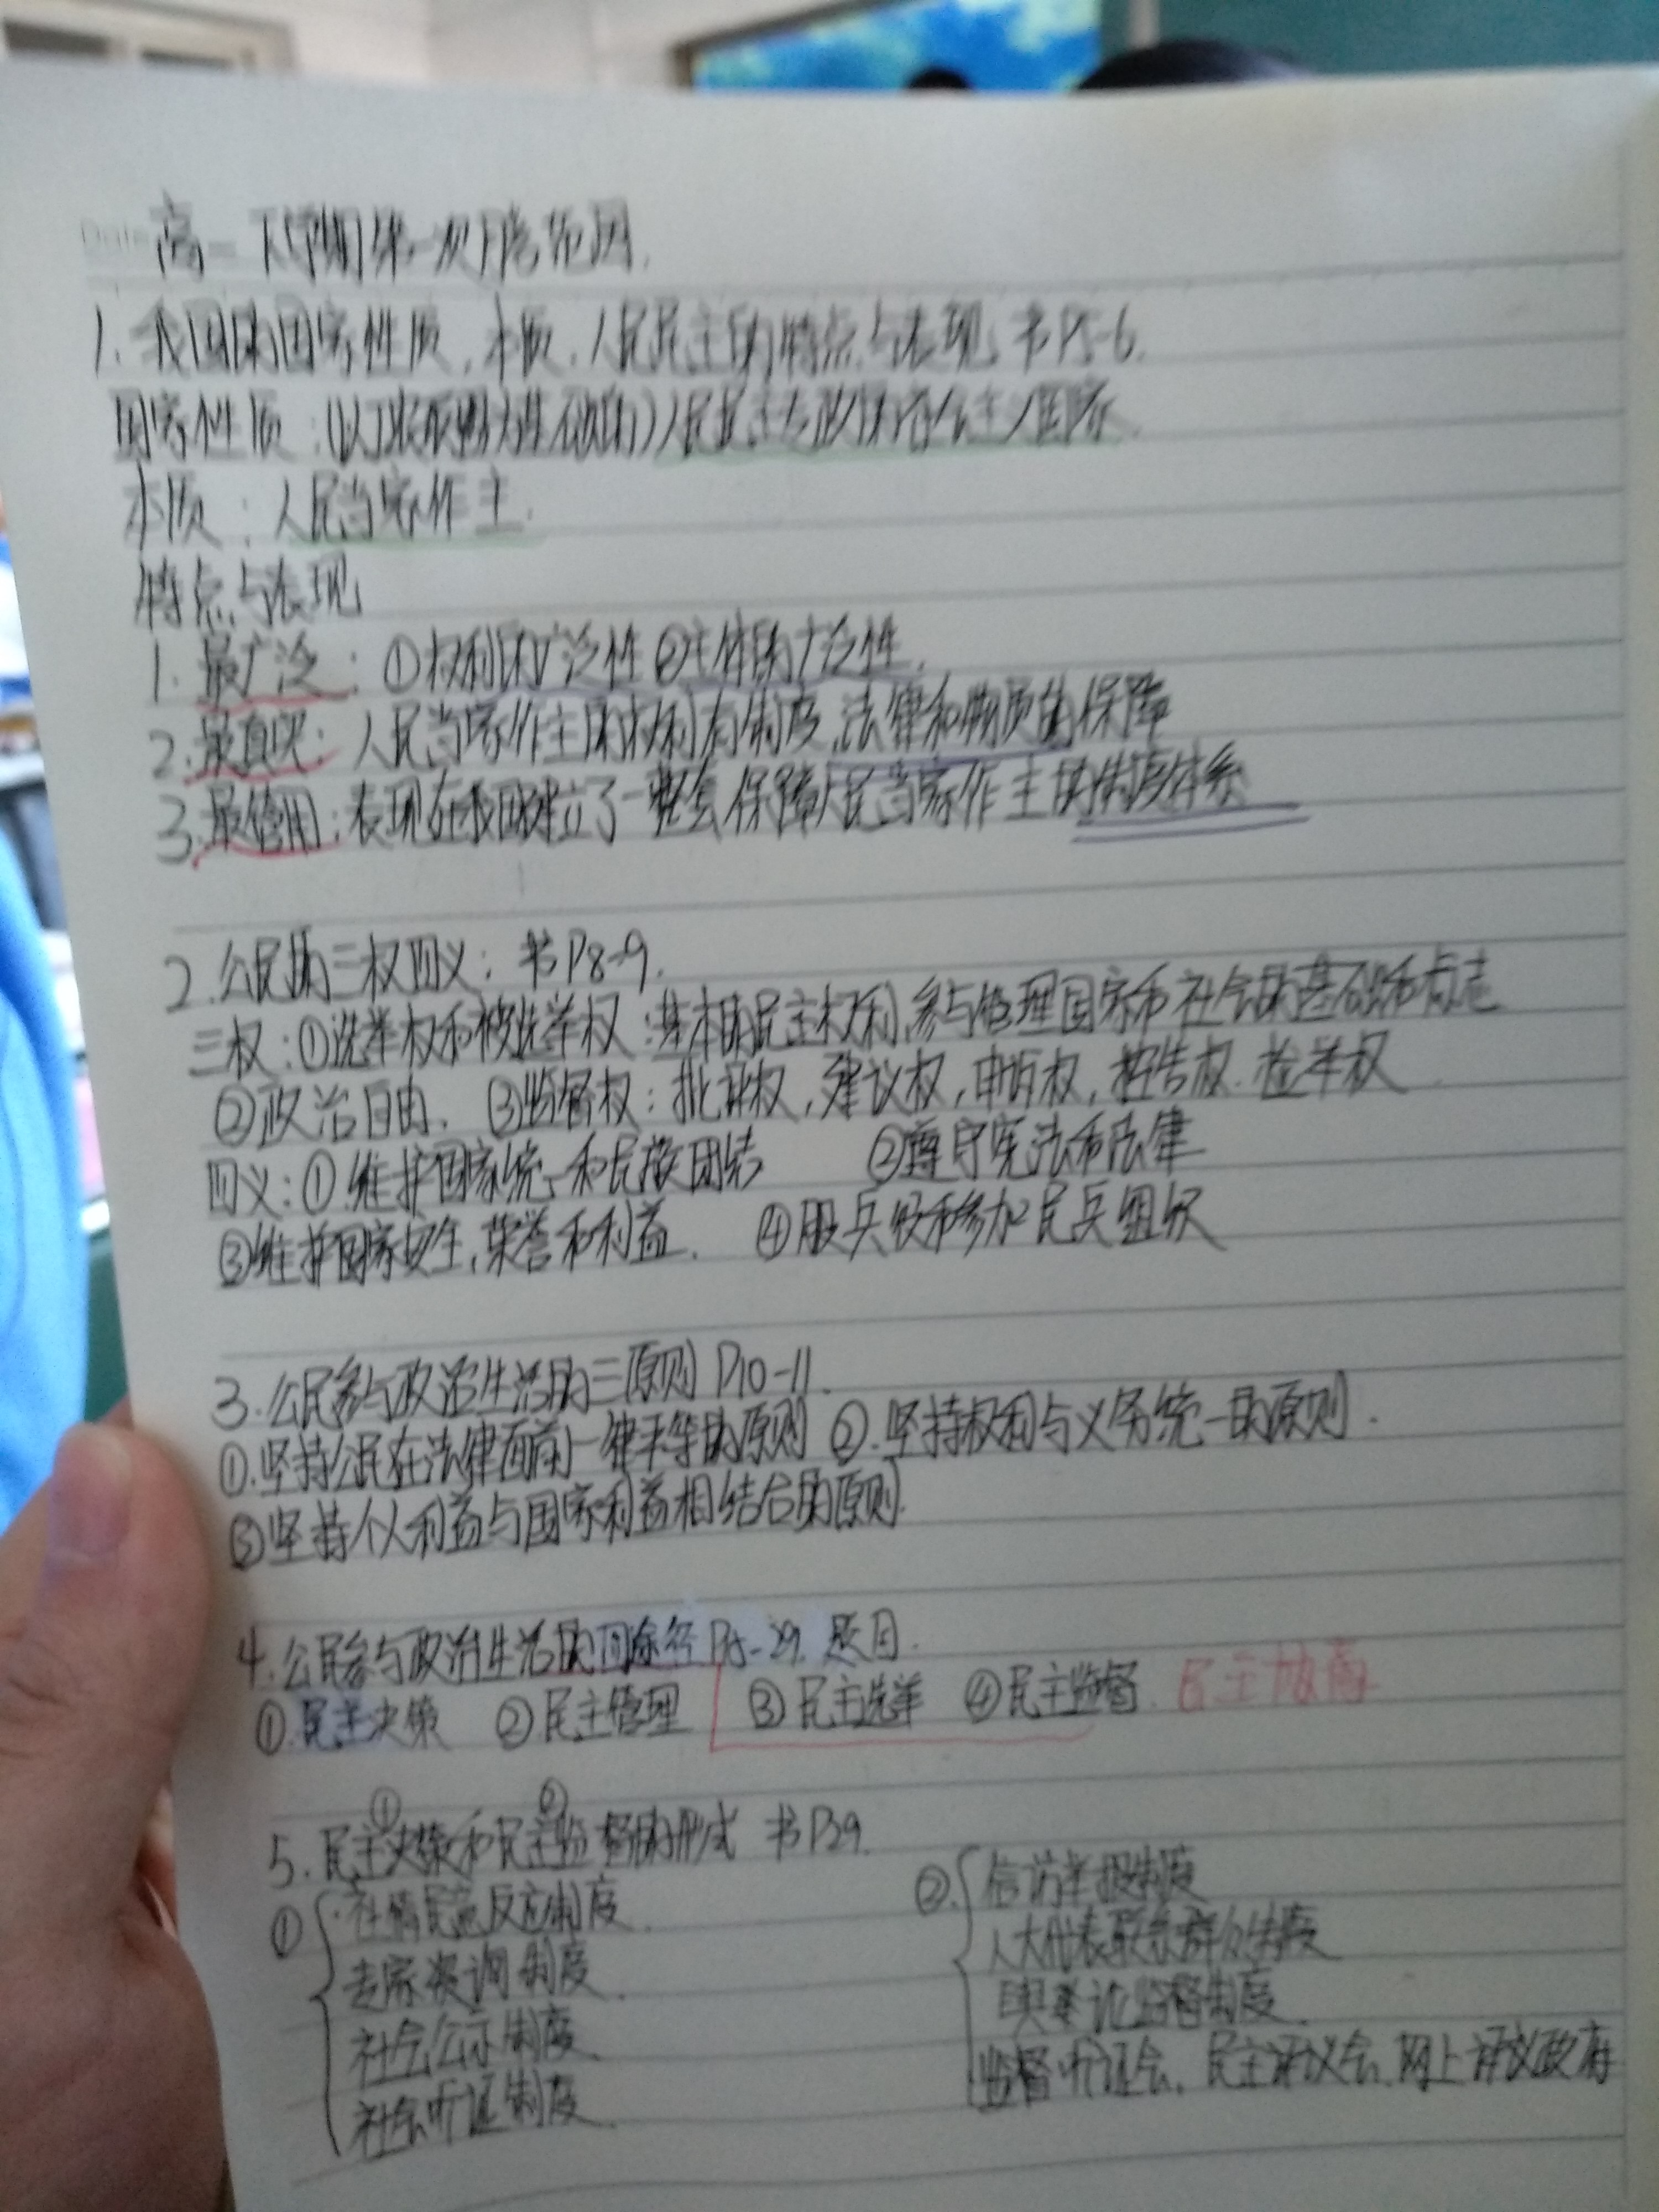 高一下学期第一次月考范围.
1. 我国的国家性质，本质，人民民主的特点与表现 书P5-6.
国家性质：(以工农联盟为基础的)人民民主专政的社会主义国家.
本质：人民当家作主.
特点与表现
1. 最广泛：①权利的广泛性 ②主体的广泛性.
2. 最真实：人民当家作主的权利有制度,法律和物质的保障
3. 最管用：表现在我国建立了一整套保障人民当家作主的制度体系
2. 公民的三权四义：书P8-9.
三权：①选举权和被选举权：基本的民主权利,参与管理国家和社会的基础和标志
②政治自由. ③监督权：批评权,建议权,申诉权,控告权.检举权
四义：①维护国家统一和民族团结 ②遵守宪法和法律
③维护国家安全,荣誉和利益. ④服兵役和参加民兵组织
3. 公民参与政治生活的三原则 P10-11.
①.坚持公民在法律面前一律平等的原则 ②.坚持权利与义务统一的原则.
③坚持个人利益与国家利益相结合的原则.
4. 公民参与政治生活的四途径 P15-29. 题目.
①民主决策 ②民主管理 ③民主选举 ④民主监督. 民主
① ②
5. 民主决策和民主监督的形式 书P29.
① 社情民意反应制度.
专家咨询制度.
社会公示制度.
社会听证制度.
②. 信访举报制度
人大代表联系群众制度
舆论监督制度.
监督听证会、民主评议会、网上评议政府